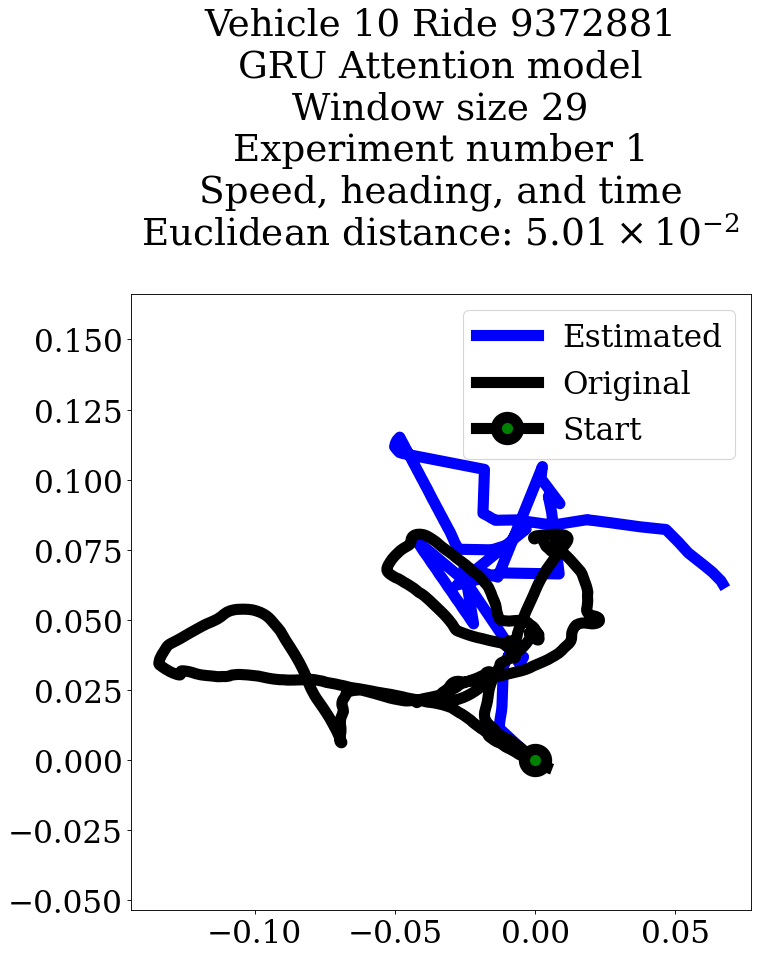 Vehicle 10 Ride 9372881
GRU Attention model
Window size 29
Experiment number 1
Speed, heading, and time
Euclidean distance: 5.01 × 10⁻²
Estimated
Original
Start
0.150
0.125
0.100
0.075
0.050
0.025
0.000
−0.025
−0.050
−0.10
−0.05
0.00
0.05